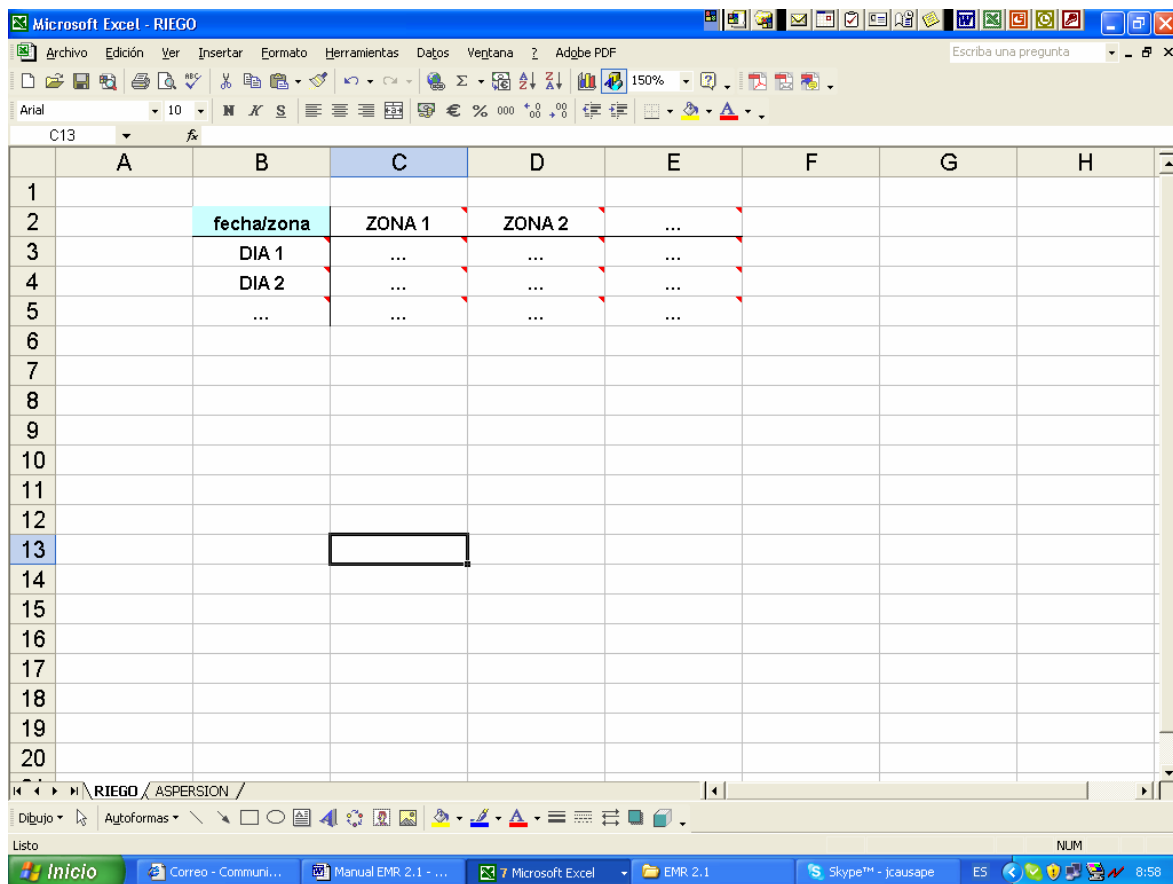 Microsoft Excel - RIEGO
Archivo Edición Ver Insertar Formato Herramientas Datos Ventana ? Adobe PDF Escriba una pregunta
150%
Arial 10 N K S € % 000
C13 fx
A B C D E F G H
1
2 fecha/zona ZONA 1 ZONA 2 ...
3 DIA 1 ... ... ...
4 DIA 2 ... ... ...
5 ... ... ... ...
6
7
8
9
10
11
12
13
14
15
16
17
18
19
20
RIEGO ASPERSION
Dibujo Autoformas
Listo NUM
Inicio Correo - Communi... Manual EMR 2.1 - ... 7 Microsoft Excel EMR 2.1 Skype™ - jcausape ES 8:58